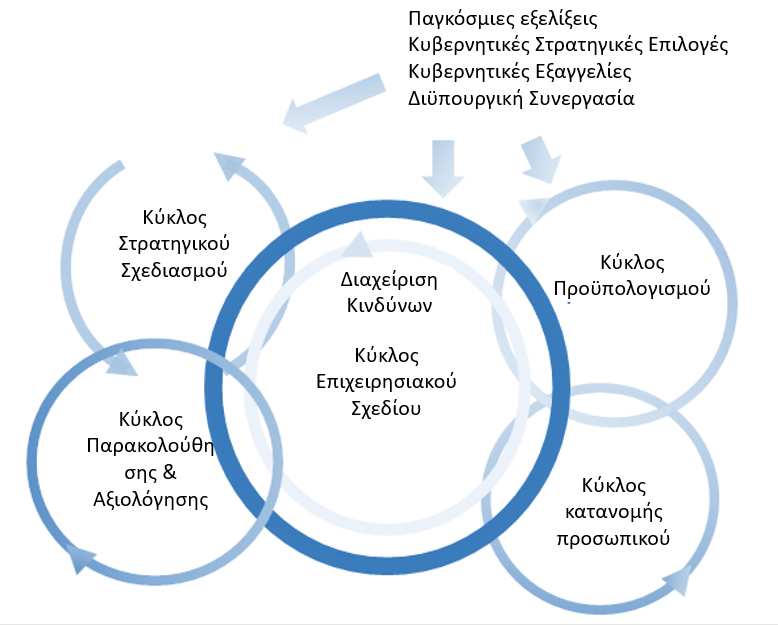 Παγκόσμιες εξελίξεις
Κυβερνητικές Στρατηγικές Επιλογές
Κυβερνητικές Εξαγγελίες
Διϋπουργική Συνεργασία
Κύκλος
Στρατηγικού
Σχεδιασμού
Διαχείριση
Κινδύνων
Κύκλος
Επιχειρησιακού
Σχεδίου
Κύκλος
Προϋπολογισμού
Κύκλος
Παρακολούθη
σης &
Αξιολόγησης
Κύκλος
κατανομής
προσωπικού